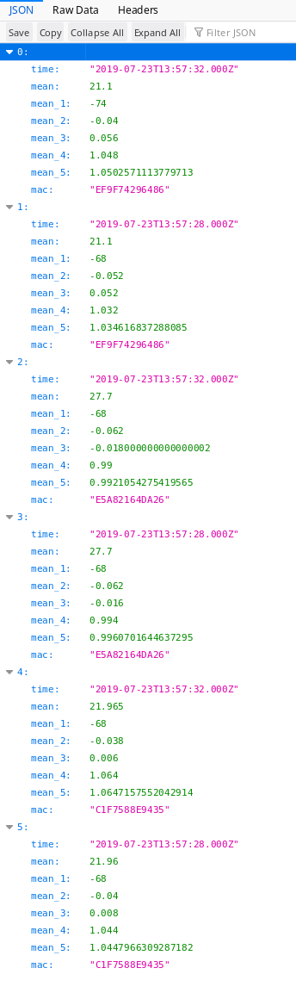 JSON Raw Data Headers
Save Copy Collapse All Expand All Filter JSON
0:
time: "2019-07-23T13:57:32.000Z"
mean: 21.1
mean_1: -74
mean_2: -0.04
mean_3: 0.056
mean_4: 1.048
mean_5: 1.0502571113779713
mac: "EF9F74296486"
1:
time: "2019-07-23T13:57:28.000Z"
mean: 21.1
mean_1: -68
mean_2: -0.052
mean_3: 0.052
mean_4: 1.032
mean_5: 1.034616837288085
mac: "EF9F74296486"
2:
time: "2019-07-23T13:57:32.000Z"
mean: 27.7
mean_1: -68
mean_2: -0.062
mean_3: -0.018000000000000002
mean_4: 0.99
mean_5: 0.9921054275419565
mac: "E5A82164DA26"
3:
time: "2019-07-23T13:57:28.000Z"
mean: 27.7
mean_1: -68
mean_2: -0.062
mean_3: -0.016
mean_4: 0.994
mean_5: 0.9960701644637295
mac: "E5A82164DA26"
4:
time: "2019-07-23T13:57:32.000Z"
mean: 21.965
mean_1: -68
mean_2: -0.038
mean_3: 0.006
mean_4: 1.064
mean_5: 1.0647157552042914
mac: "C1F7588E9435"
5:
time: "2019-07-23T13:57:28.000Z"
mean: 21.96
mean_1: -68
mean_2: -0.04
mean_3: 0.008
mean_4: 1.044
mean_5: 1.0447966309287182
mac: "C1F7588E9435"